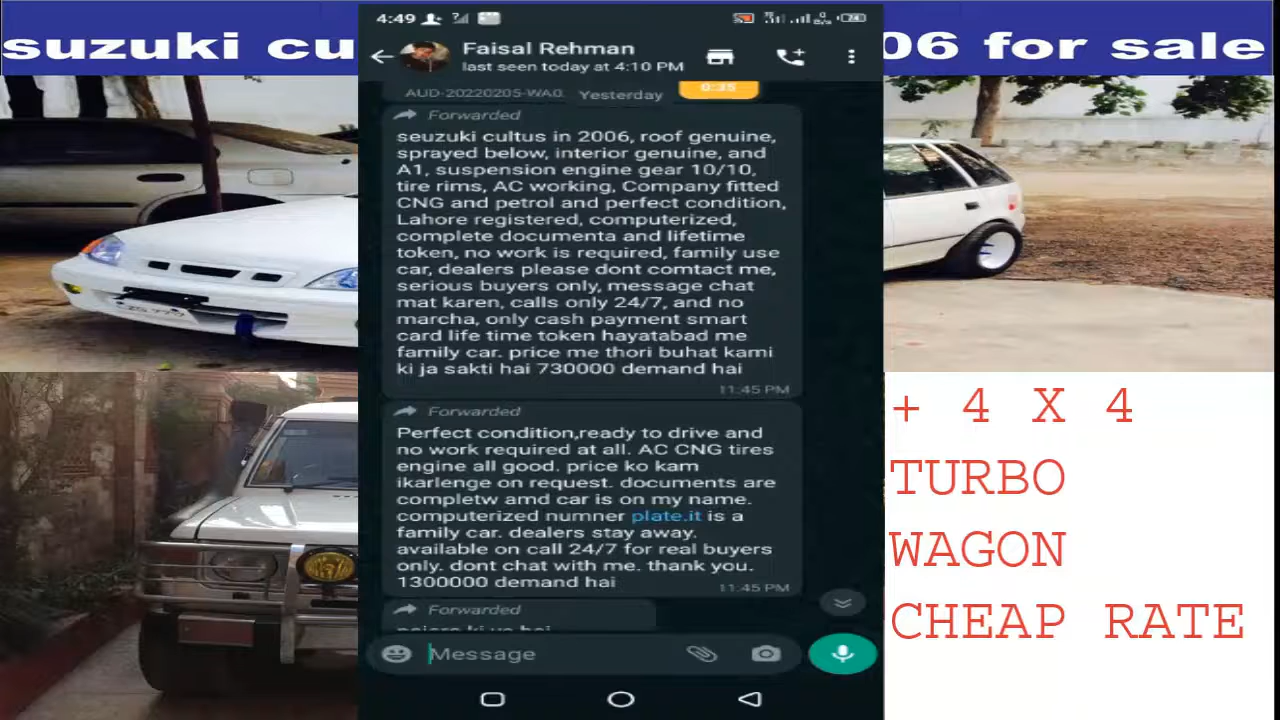 suzuki cu
06 for sale
4:49
Faisal Rehman
last seen today at 4:10 PM
AUD-20220205-WA0
Yesterday
0:35
Forwarded
seuzuki cultus in 2006, roof genuine,
sprayed below, interior genuine, and
A1, suspension engine gear 10/10,
tire rims, AC working, Company fitted
CNG and petrol and perfect condition,
Lahore registered, computerized,
complete documenta and lifetime
token, no work is required, family use
car, dealers please dont comtact me,
serious buyers only, message chat
mat karen, calls only 24/7, and no
marcha, only cash payment smart
card life time token hayatabad me
family car. price me thori buhat kami
ki ja sakti hai 730000 demand hai
11:45 PM
Forwarded
Perfect condition,ready to drive and
no work required at all. AC CNG tires
engine all good. price ko kam
ikarlenge on request. documents are
completw amd car is on my name.
computerized numner plate.it is a
family car. dealers stay away.
available on call 24/7 for real buyers
only. dont chat with me. thank you.
1300000 demand hai
11:45 PM
Forwarded
Message
+ 4 X 4
TURBO
WAGON
CHEAP RATE